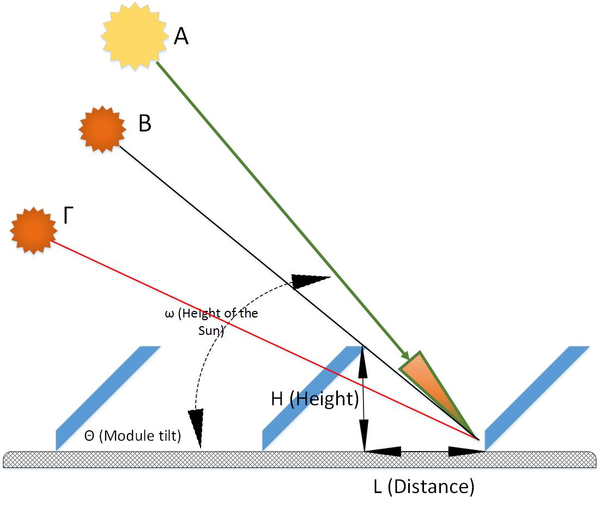 A
B
Γ
ω (Height of the
Sun)
H (Height)
Θ (Module tilt)
L (Distance)